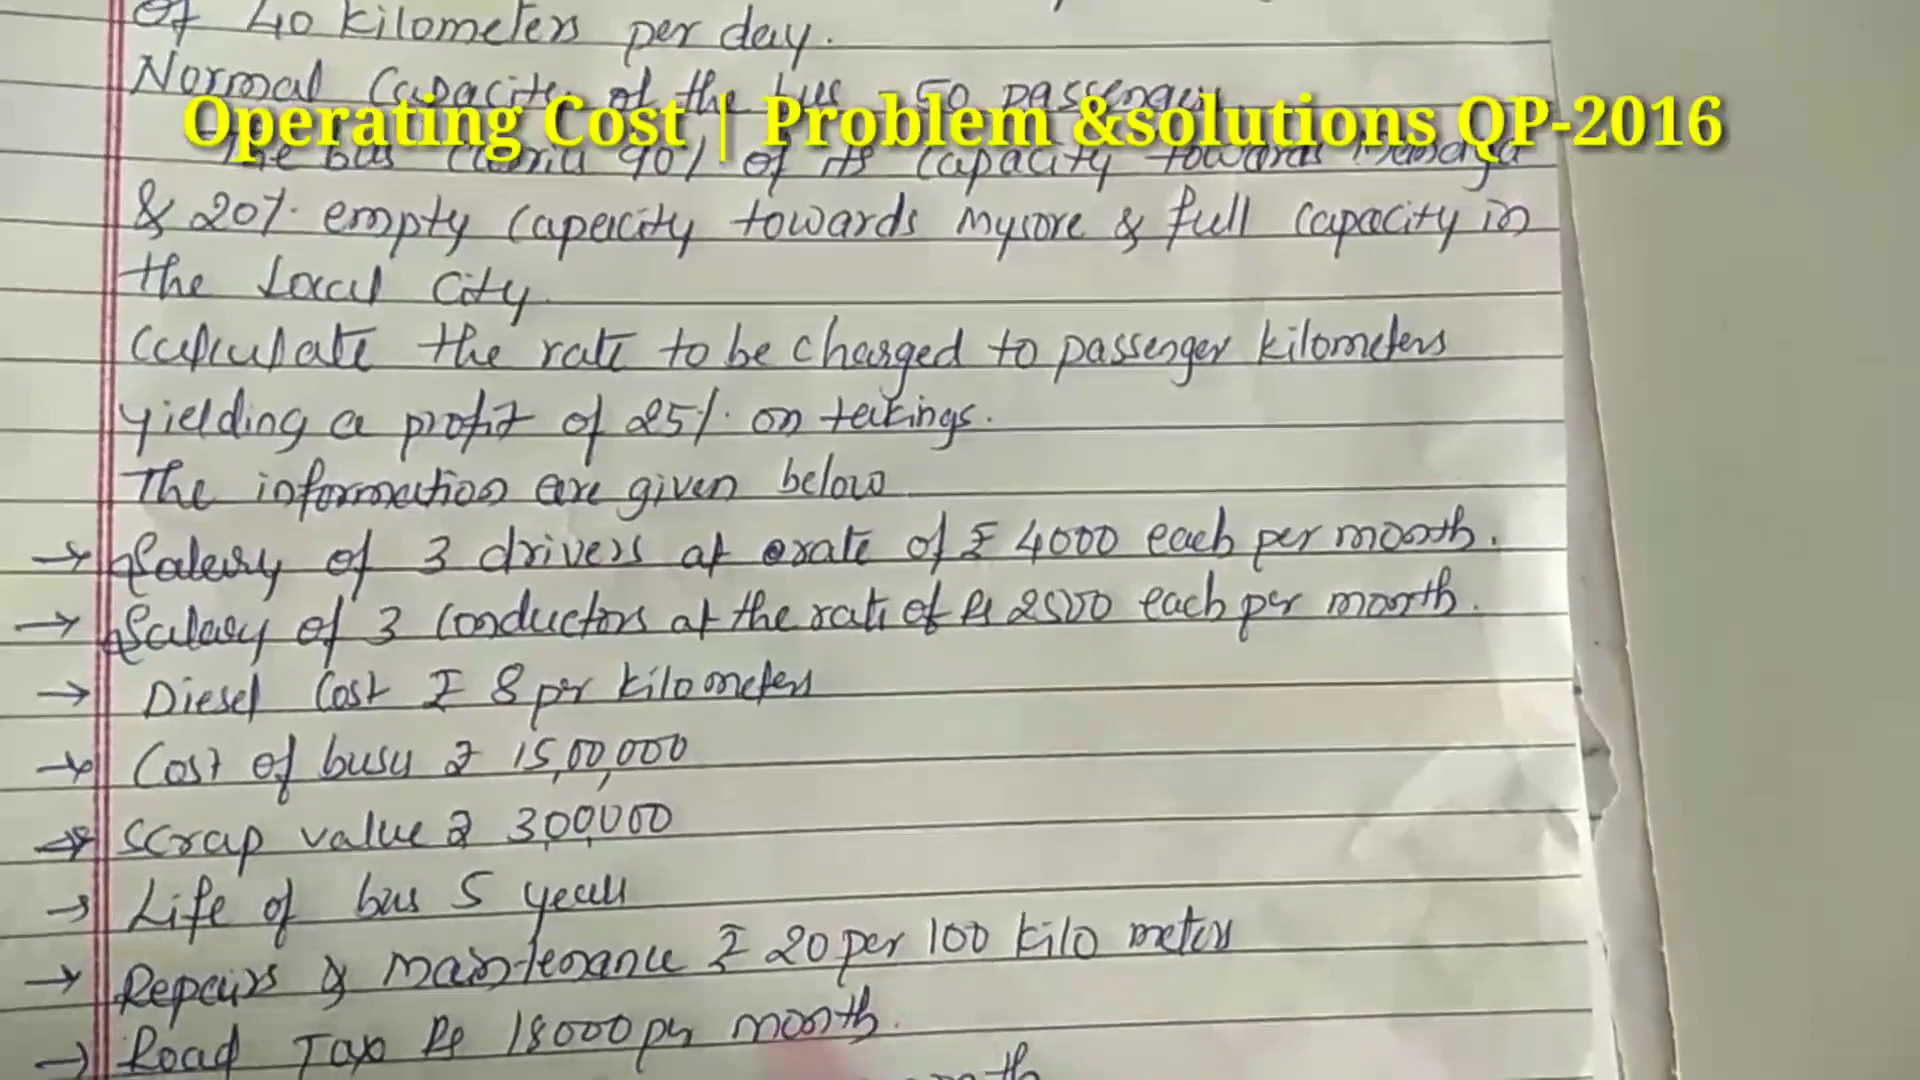 of 40 kilometers per day.
Normal Capacity of the bus - 50 passengers
Operating Cost | Problem &solutions QP-2016
The bus 90% of its capacity towards
& 20% empty capacity towards Mysore & full capacity in
the Local City.
calculate the rate to be charged to passenger kilometers
yielding a profit of 25%. on takings.
The information are given below
→ Salary of 3 drivers at rate of ₹ 4000 each per month.
→ Salary of 3 conductors at the rate of Rs each per month.
→ Diesel Cost ₹ 8 per kilometers
→ Cost of ₹ 15,00,000
→ Scrap value ₹ 3,00,000
→ Life of bus 5 years
→ Repairs & maintenance ₹ 20 per 100 kilo meters
→ Road Tax Rs 18000 per month.